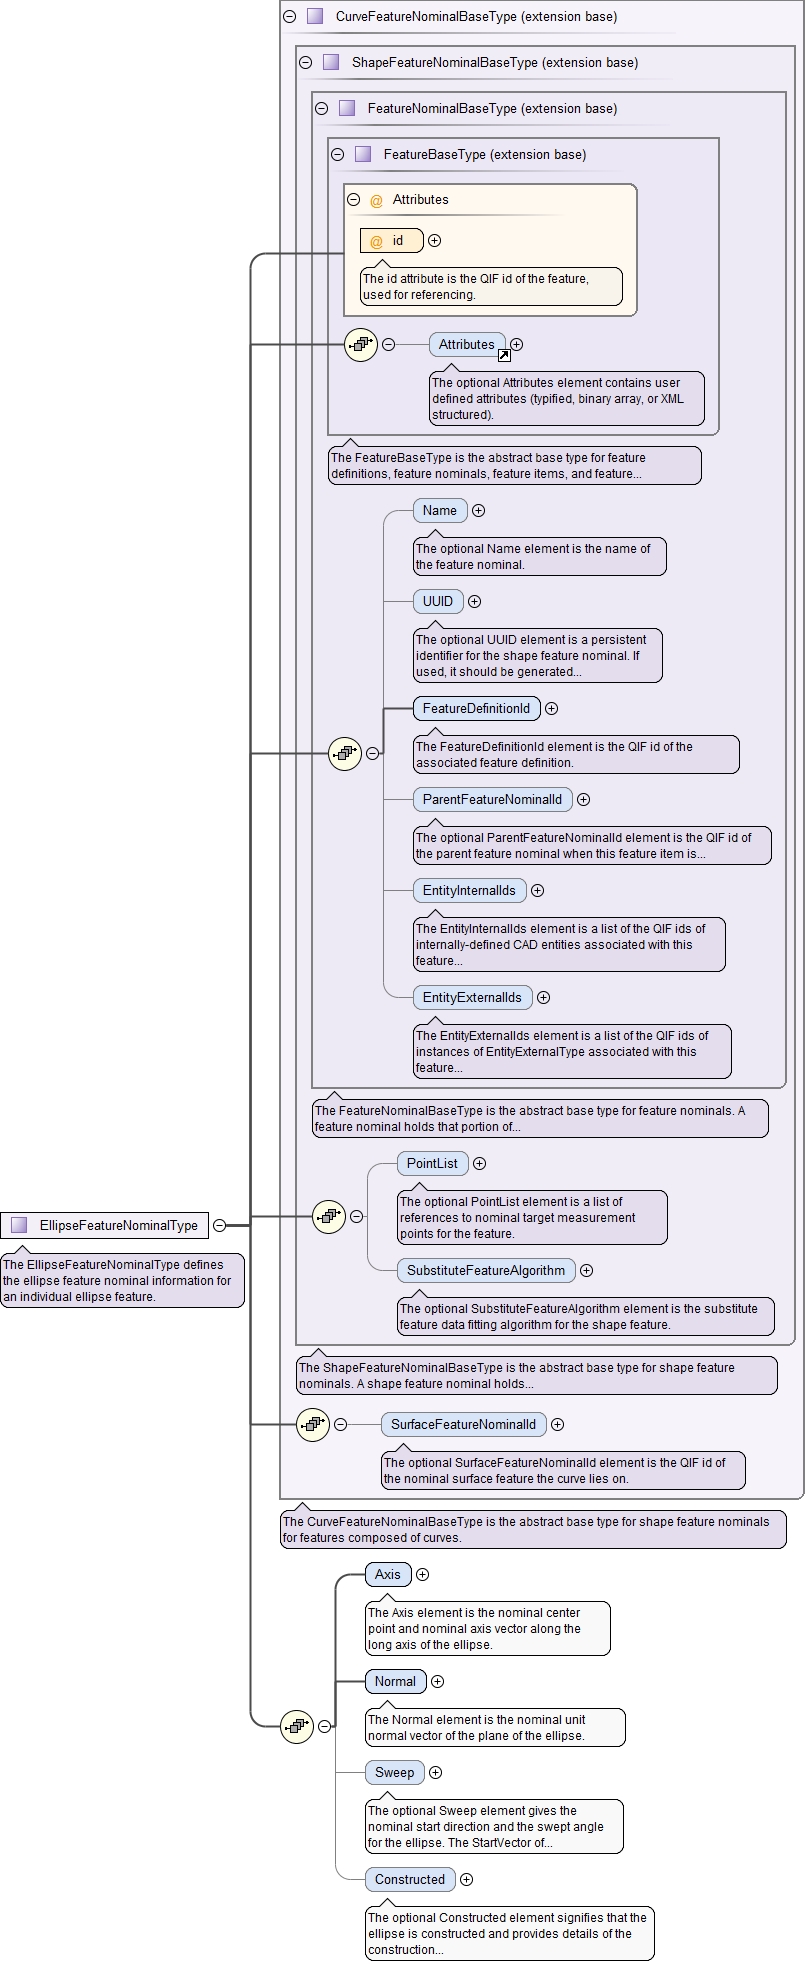 CurveFeatureNominalBaseType (extension base)
ShapeFeatureNominalBaseType (extension base)
FeatureNominalBaseType (extension base)
FeatureBaseType (extension base)
@ Attributes
@ id
The id attribute is the QIF id of the feature,
used for referencing.
Attributes
The optional Attributes element contains user
defined attributes (typified, binary array, or XML
structured).
The FeatureBaseType is the abstract base type for feature
definitions, feature nominals, feature items, and feature...
Name
The optional Name element is the name of
the feature nominal.
UUID
The optional UUID element is a persistent
identifier for the shape feature nominal. If
used, it should be generated...
FeatureDefinitionId
The FeatureDefinitionId element is the QIF id of the
associated feature definition.
ParentFeatureNominalId
The optional ParentFeatureNominalId element is the QIF id of
the parent feature nominal when this feature item is...
EntityInternalIds
The EntityInternalIds element is a list of the QIF ids of
internally-defined CAD entities associated with this
feature...
EntityExternalIds
The EntityExternalIds element is a list of the QIF ids of
instances of EntityExternalType associated with this
feature...
The FeatureNominalBaseType is the abstract base type for feature nominals. A
feature nominal holds that portion of...
PointList
The optional PointList element is a list of
references to nominal target measurement
points for the feature.
EllipseFeatureNominalType
The EllipseFeatureNominalType defines
the ellipse feature nominal information for
an individual ellipse feature.
SubstituteFeatureAlgorithm
The optional SubstituteFeatureAlgorithm element is the substitute
feature data fitting algorithm for the shape feature.
The ShapeFeatureNominalBaseType is the abstract base type for shape feature
nominals. A shape feature nominal holds...
SurfaceFeatureNominalId
The optional SurfaceFeatureNominalId element is the QIF id of
the nominal surface feature the curve lies on.
The CurveFeatureNominalBaseType is the abstract base type for shape feature nominals
for features composed of curves.
Axis
The Axis element is the nominal center
point and nominal axis vector along the
long axis of the ellipse.
Normal
The Normal element is the nominal unit
normal vector of the plane of the ellipse.
Sweep
The optional Sweep element gives the
nominal start direction and the swept angle
for the ellipse. The StartVector of...
Constructed
The optional Constructed element signifies that the
ellipse is constructed and provides details of the
construction...